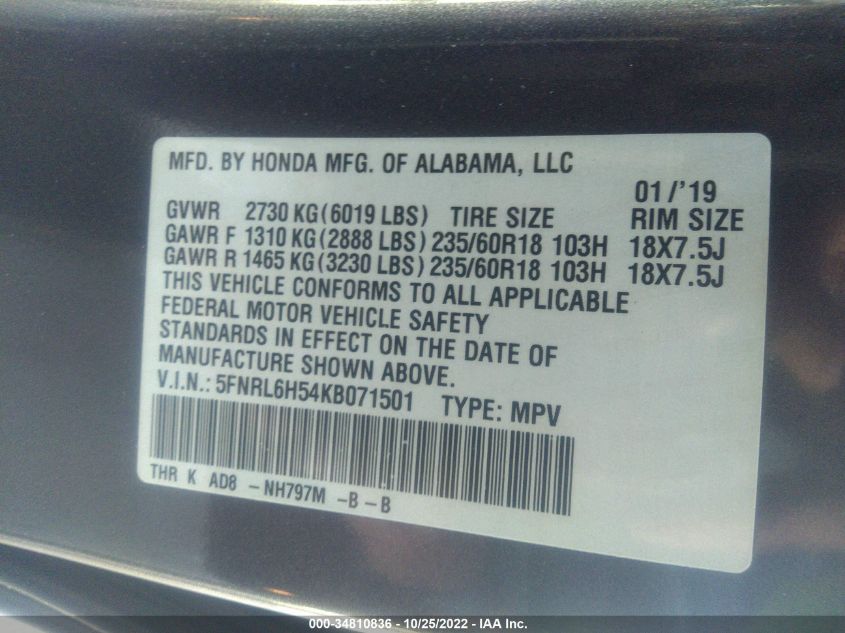 MFD. BY HONDA MFG. OF ALABAMA, LLC
01/'19
GVWR 2730 KG(6019 LBS) TIRE SIZE RIM SIZE
GAWR F 1310 KG(2888 LBS) 235/60R18 103H 18X7.5J
GAWR R 1465 KG(3230 LBS) 235/60R18 103H 18X7.5J
THIS VEHICLE CONFORMS TO ALL APPLICABLE
FEDERAL MOTOR VEHICLE SAFETY
STANDARDS IN EFFECT ON THE DATE OF
MANUFACTURE SHOWN ABOVE.
V.I.N.: 5FNRL6H54KB071501 TYPE: MPV
THR K AD8 -NH797M -B-B
000-34810836 - 10/25/2022 - IAA Inc.